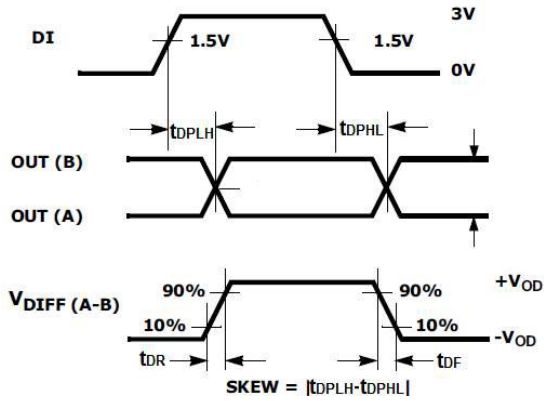 3V
DI
1.5V 1.5V
0V
tDPLH tDPHL
OUT (B)
OUT (A)
90% 90% +VOD
VDIFF (A-B)
10% 10% -VOD
tDR tDF
SKEW = |tDPLH-tDPHL|